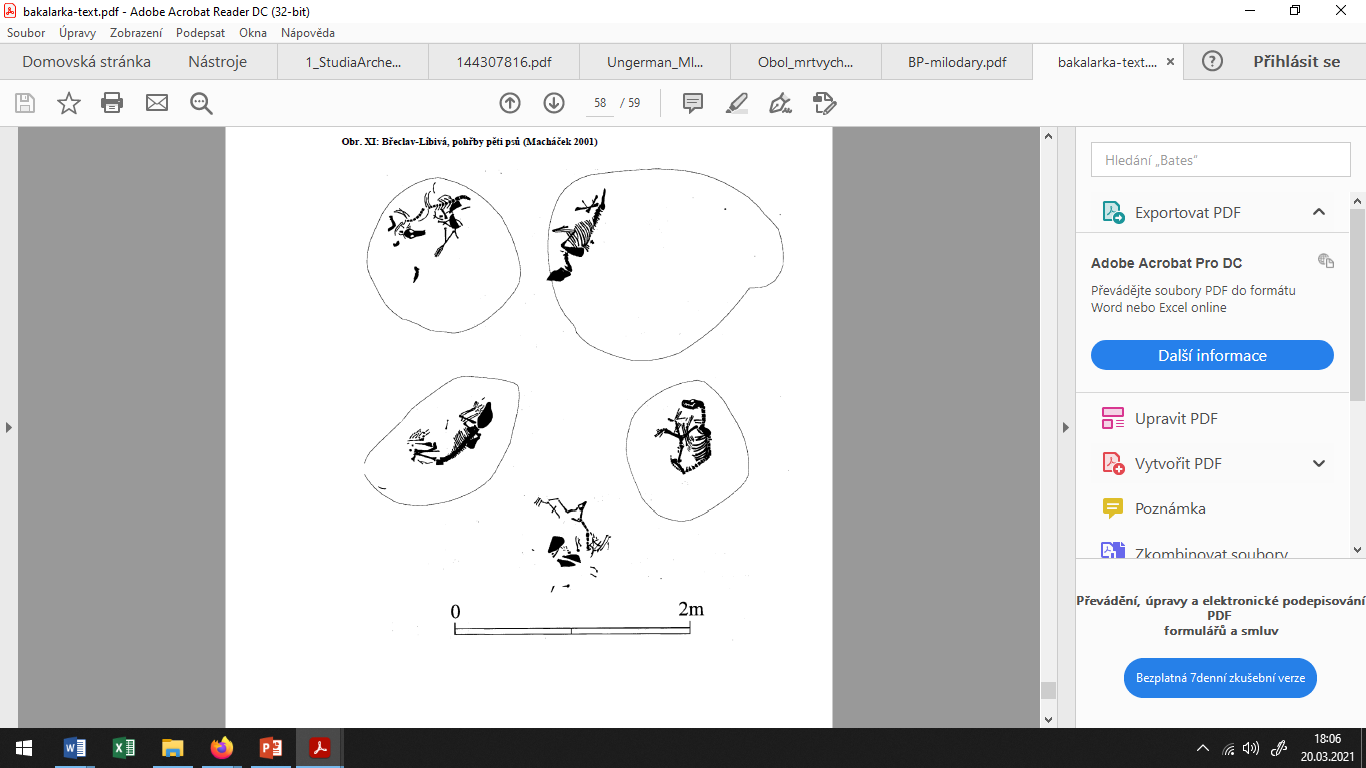 bakalarka-text.pdf - Adobe Acrobat Reader DC (32-bit)
Soubor Úpravy Zobrazení Podepsat Okna Nápověda
Domovská stránka Nástroje 1_StudiaArche... 144307816.pdf Ungerman_Ml... Obol_mrtvych... BP-milodary.pdf bakalarka-text.... Přihlásit se
58 / 59
Obr. XI: Břeclav-Líbivá, pohřby pěti psů (Macháček 2001)
0 2m
Hledání „Bates"
Exportovat PDF
Adobe Acrobat Pro DC
Převádějte soubory PDF do formátu
Word nebo Excel online
Další informace
Upravit PDF
Vytvořit PDF
Poznámka
Zkombinovat soubory
Převádění, úpravy a elektronické podepisování
PDF
formulářů a smluv
Bezplatná 7denní zkušební verze
18:06
20.03.2021